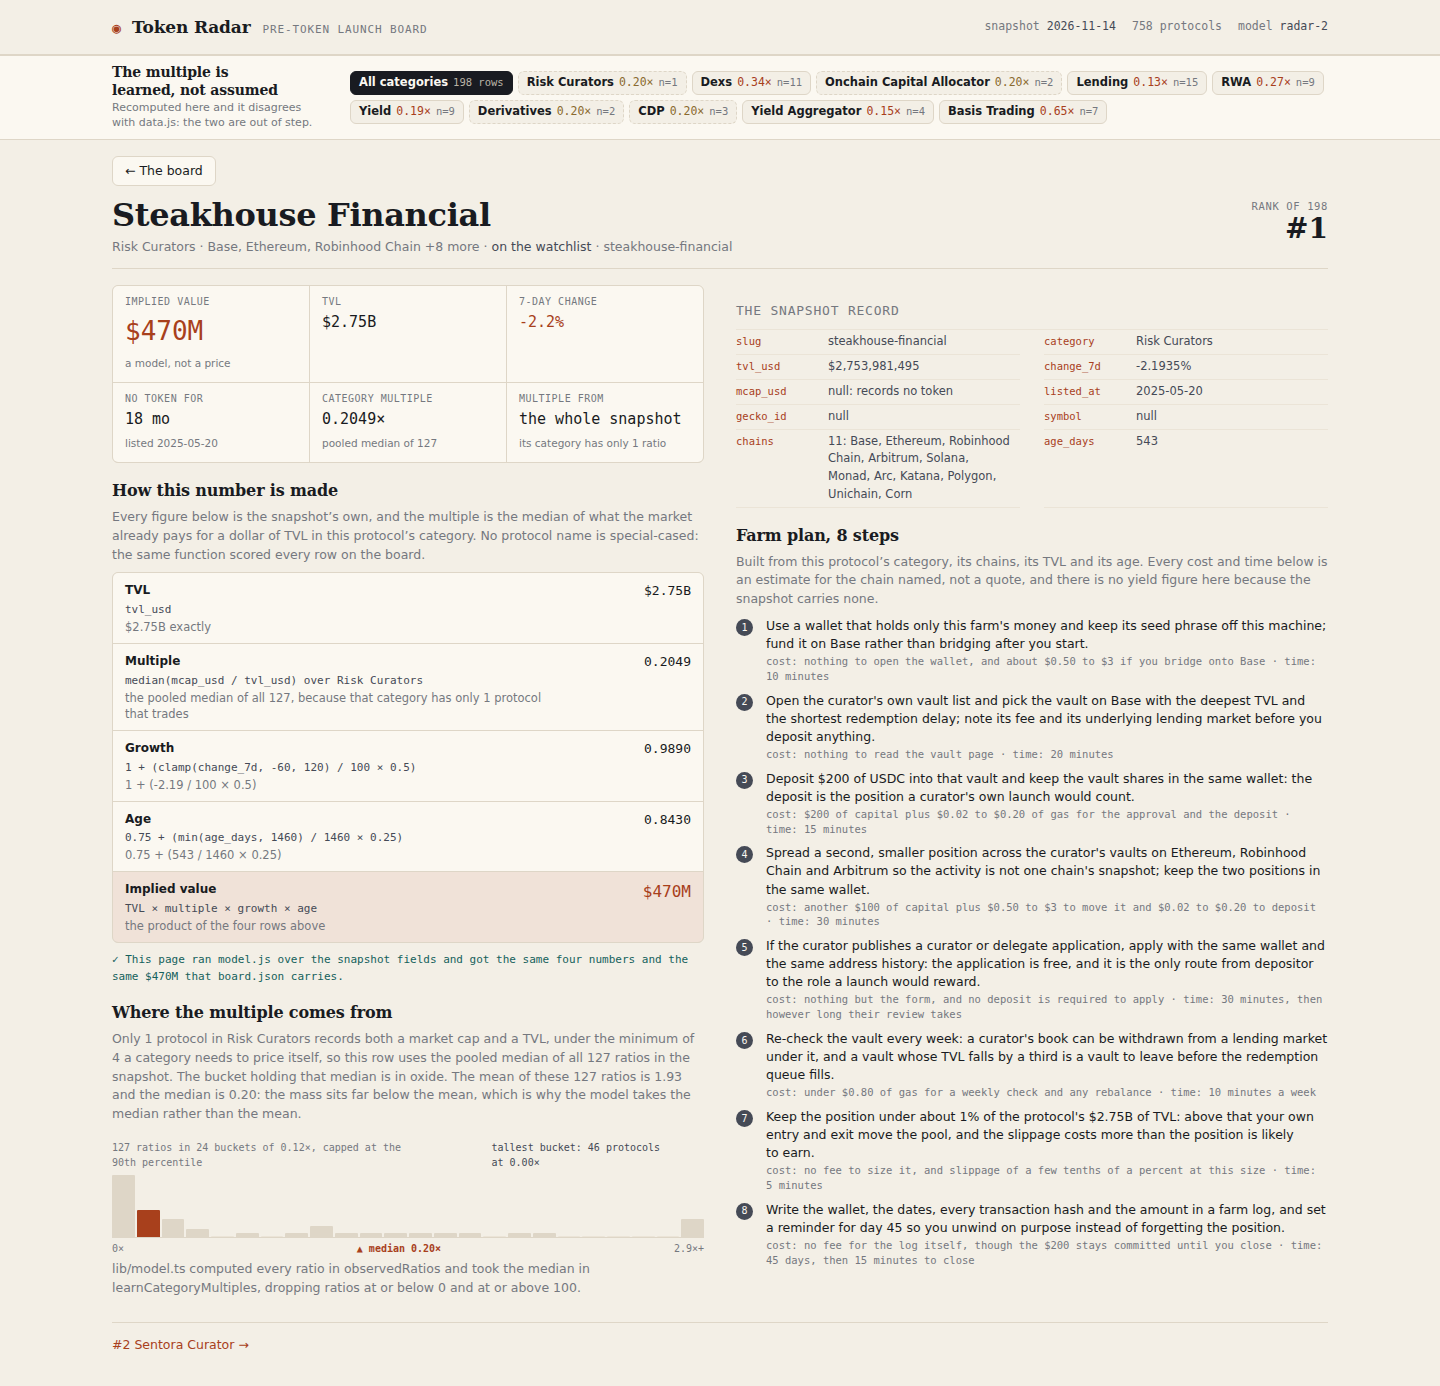 ◉ Token Radar PRE-TOKEN LAUNCH BOARD
snapshot 2026-11-14 758 protocols model radar-2
The multiple is
learned, not assumed
Recomputed here and it disagrees
with data.js: the two are out of step.
All categories 198 rows Risk Curators 0.20× n=1 Dexs 0.34× n=11 Onchain Capital Allocator 0.20× n=2 Lending 0.13× n=15 RWA 0.27× n=9
Yield 0.19× n=9 Derivatives 0.20× n=2 CDP 0.20× n=3 Yield Aggregator 0.15× n=4 Basis Trading 0.65× n=7
← The board
Steakhouse Financial
Risk Curators · Base, Ethereum, Robinhood Chain +8 more · on the watchlist · steakhouse-financial
RANK OF 198
#1
IMPLIED VALUE
$470M
a model, not a price
TVL
$2.75B
7-DAY CHANGE
-2.2%
NO TOKEN FOR
18 mo
listed 2025-05-20
CATEGORY MULTIPLE
0.2049×
pooled median of 127
MULTIPLE FROM
the whole snapshot
its category has only 1 ratio
How this number is made
Every figure below is the snapshot’s own, and the multiple is the median of what the market
already pays for a dollar of TVL in this protocol’s category. No protocol name is special-cased:
the same function scored every row on the board.
TVL $2.75B
tvl_usd
$2.75B exactly
Multiple 0.2049
median(mcap_usd / tvl_usd) over Risk Curators
the pooled median of all 127, because that category has only 1 protocol
that trades
Growth 0.9890
1 + (clamp(change_7d, -60, 120) / 100 × 0.5)
1 + (-2.19 / 100 × 0.5)
Age 0.8430
0.75 + (min(age_days, 1460) / 1460 × 0.25)
0.75 + (543 / 1460 × 0.25)
Implied value $470M
TVL × multiple × growth × age
the product of the four rows above
✓ This page ran model.js over the snapshot fields and got the same four numbers and the
same $470M that board.json carries.
Where the multiple comes from
Only 1 protocol in Risk Curators records both a market cap and a TVL, under the minimum of
4 a category needs to price itself, so this row uses the pooled median of all 127 ratios in the
snapshot. The bucket holding that median is in oxide. The mean of these 127 ratios is 1.93
and the median is 0.20: the mass sits far below the mean, which is why the model takes the
median rather than the mean.
127 ratios in 24 buckets of 0.12×, capped at the
90th percentile
tallest bucket: 46 protocols
at 0.00×
0× ▲ median 0.20× 2.9×+
lib/model.ts computed every ratio in observedRatios and took the median in
learnCategoryMultiples, dropping ratios at or below 0 and at or above 100.
THE SNAPSHOT RECORD
slug steakhouse-financial
category Risk Curators
tvl_usd $2,753,981,495
change_7d -2.1935%
mcap_usd null: records no token
listed_at 2025-05-20
gecko_id null
symbol null
chains 11: Base, Ethereum, Robinhood
Chain, Arbitrum, Solana,
Monad, Arc, Katana, Polygon,
Unichain, Corn
age_days 543
Farm plan, 8 steps
Built from this protocol’s category, its chains, its TVL and its age. Every cost and time below is
an estimate for the chain named, not a quote, and there is no yield figure here because the
snapshot carries none.
1 Use a wallet that holds only this farm's money and keep its seed phrase off this machine;
fund it on Base rather than bridging after you start.
cost: nothing to open the wallet, and about $0.50 to $3 if you bridge onto Base · time:
10 minutes
2 Open the curator's own vault list and pick the vault on Base with the deepest TVL and
the shortest redemption delay; note its fee and its underlying lending market before you
deposit anything.
cost: nothing to read the vault page · time: 20 minutes
3 Deposit $200 of USDC into that vault and keep the vault shares in the same wallet: the
deposit is the position a curator's own launch would count.
cost: $200 of capital plus $0.02 to $0.20 of gas for the approval and the deposit ·
time: 15 minutes
4 Spread a second, smaller position across the curator's vaults on Ethereum, Robinhood
Chain and Arbitrum so the activity is not one chain's snapshot; keep the two positions in
the same wallet.
cost: another $100 of capital plus $0.50 to $3 to move it and $0.02 to $0.20 to deposit
· time: 30 minutes
5 If the curator publishes a curator or delegate application, apply with the same wallet and
the same address history: the application is free, and it is the only route from depositor
to the role a launch would reward.
cost: nothing but the form, and no deposit is required to apply · time: 30 minutes, then
however long their review takes
6 Re-check the vault every week: a curator's book can be withdrawn from a lending market
under it, and a vault whose TVL falls by a third is a vault to leave before the redemption
queue fills.
cost: under $0.80 of gas for a weekly check and any rebalance · time: 10 minutes a week
7 Keep the position under about 1% of the protocol's $2.75B of TVL: above that your own
entry and exit move the pool, and the slippage costs more than the position is likely
to earn.
cost: no fee to size it, and slippage of a few tenths of a percent at this size · time:
5 minutes
8 Write the wallet, the dates, every transaction hash and the amount in a farm log, and set
a reminder for day 45 so you unwind on purpose instead of forgetting the position.
cost: no fee for the log itself, though the $200 stays committed until you close · time:
45 days, then 15 minutes to close
#2 Sentora Curator →